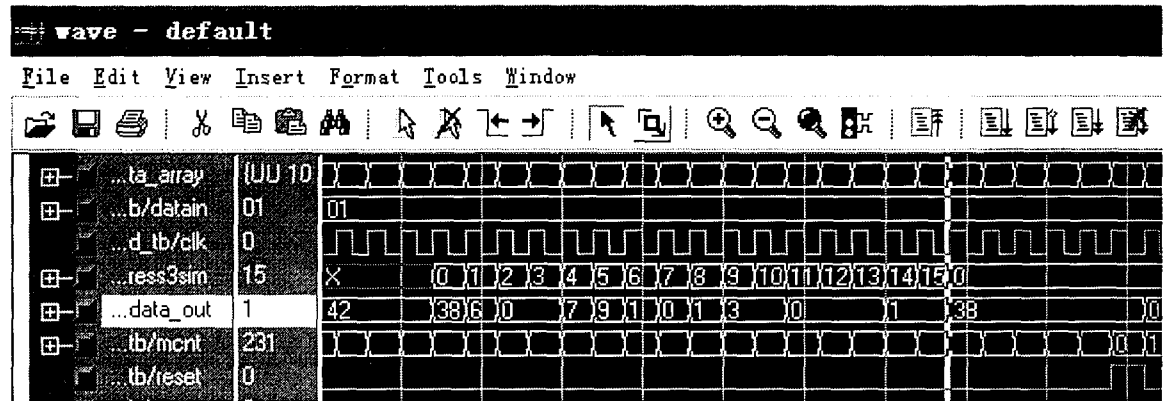 wave - default
File Edit View Insert Format Tools Window
...ta_array {UU 10
...b/datain 01 01
...d_tb/clk 0
...ress3sim 15 X 0 1 2 3 4 5 6 7 8 9 10 11 12 13 14 15 0
...data_out 1 42 38 6 0 7 9 1 0 1 3 0 1 38 0
...tb/mcnt 231 0 1
...tb/reset 0